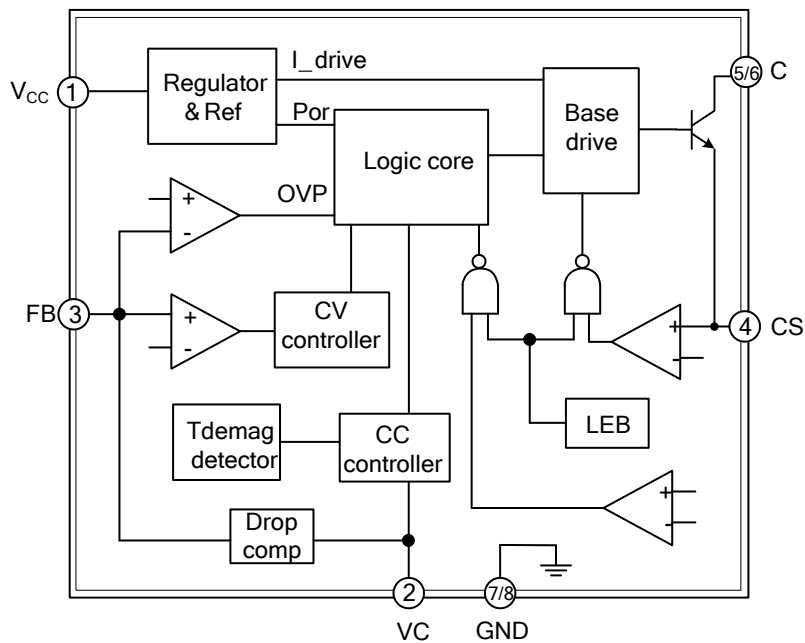 V_CC
1
Regulator
& Ref
I_drive
Por
Base
drive
5/6
C
Logic core
OVP
+
-
FB
3
+
-
CV
controller
+
-
4
CS
Tdemag
detector
CC
controller
LEB
Drop
comp
+
-
2
7/8
VC
GND